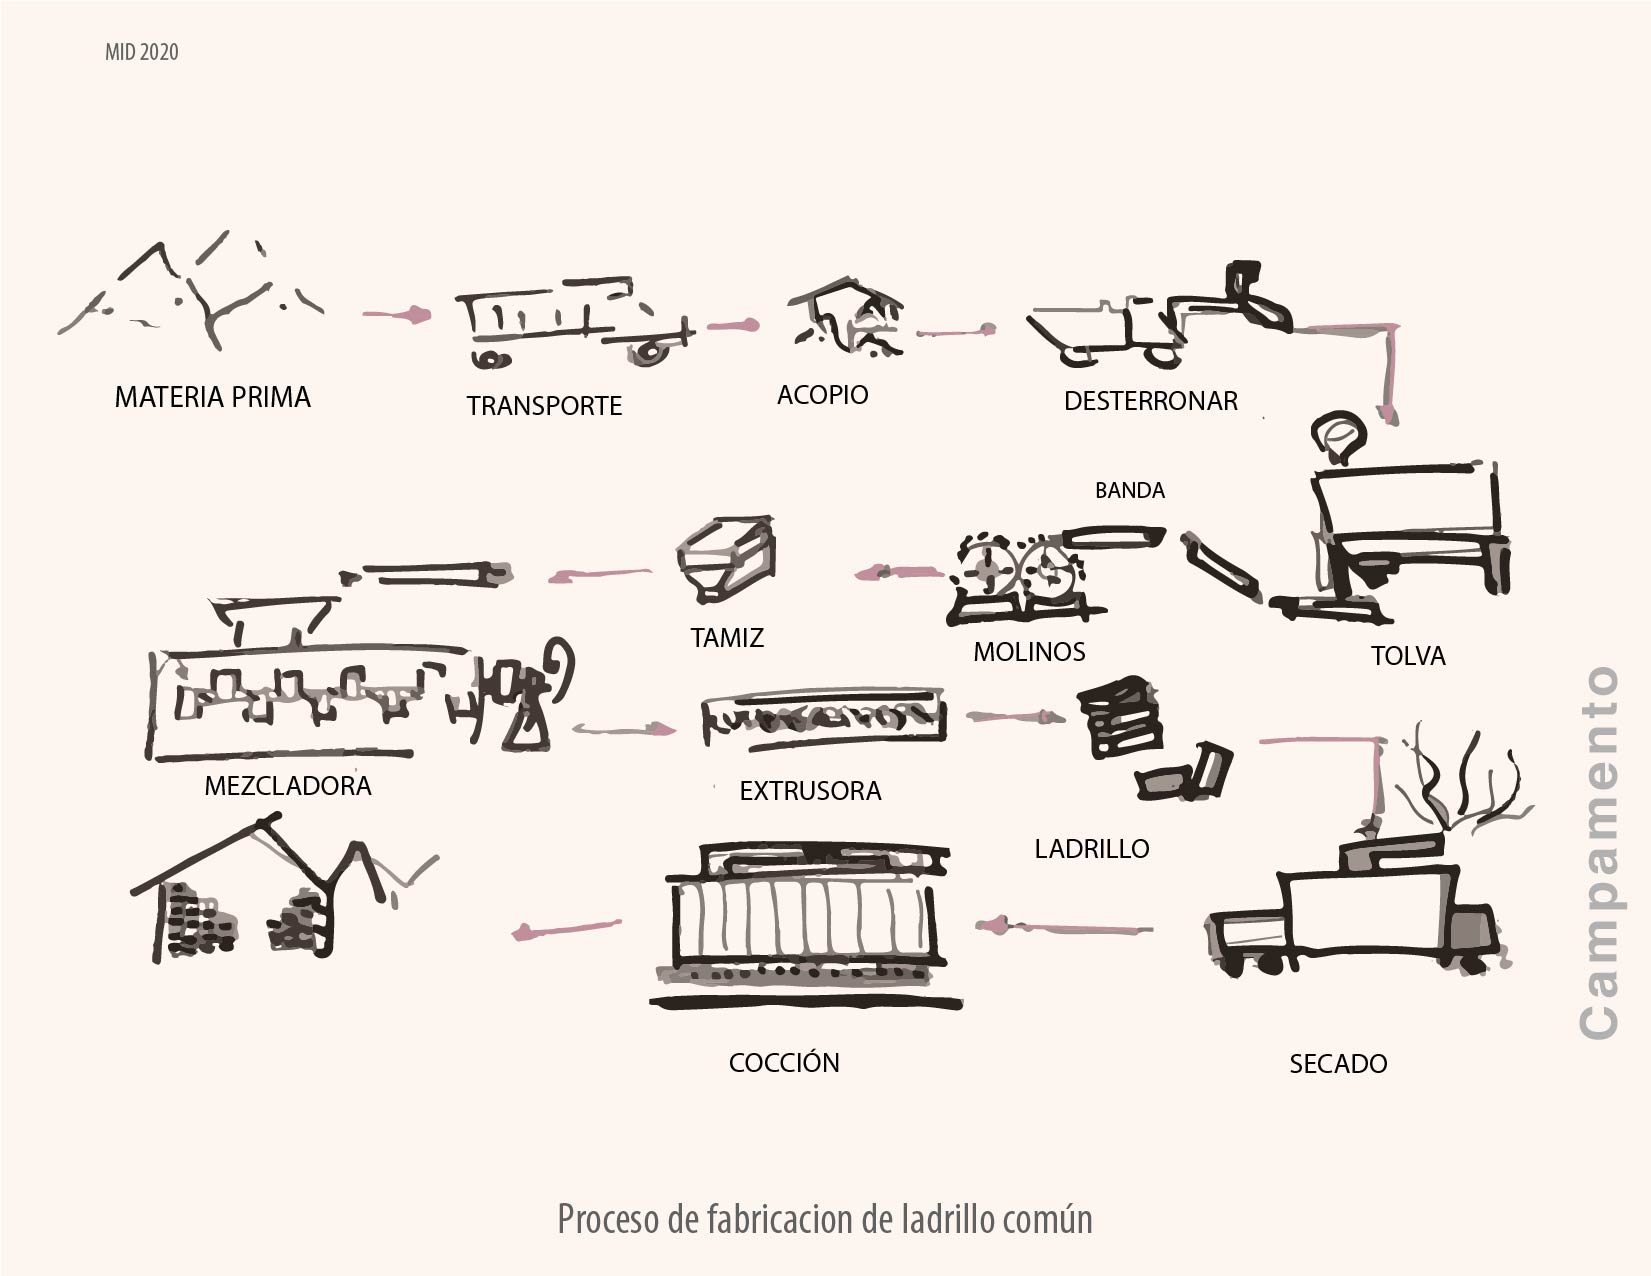 MID 2020
MATERIA PRIMA
TRANSPORTE
ACOPIO
DESTERRONAR
BANDA
TAMIZ
MOLINOS
TOLVA
MEZCLADORA
EXTRUSORA
LADRILLO
COCCIÓN
SECADO
Campamento
Proceso de fabricacion de ladrillo común